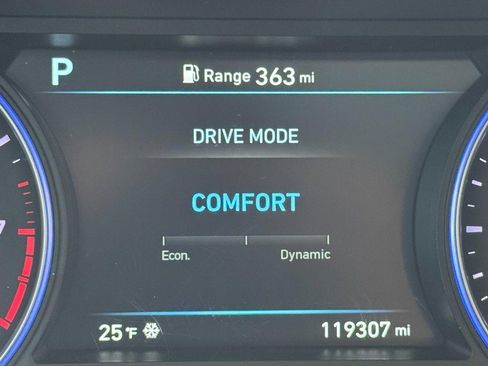 P Range 363 mi
DRIVE MODE
COMFORT
Econ. Dynamic
25°F 119307 mi